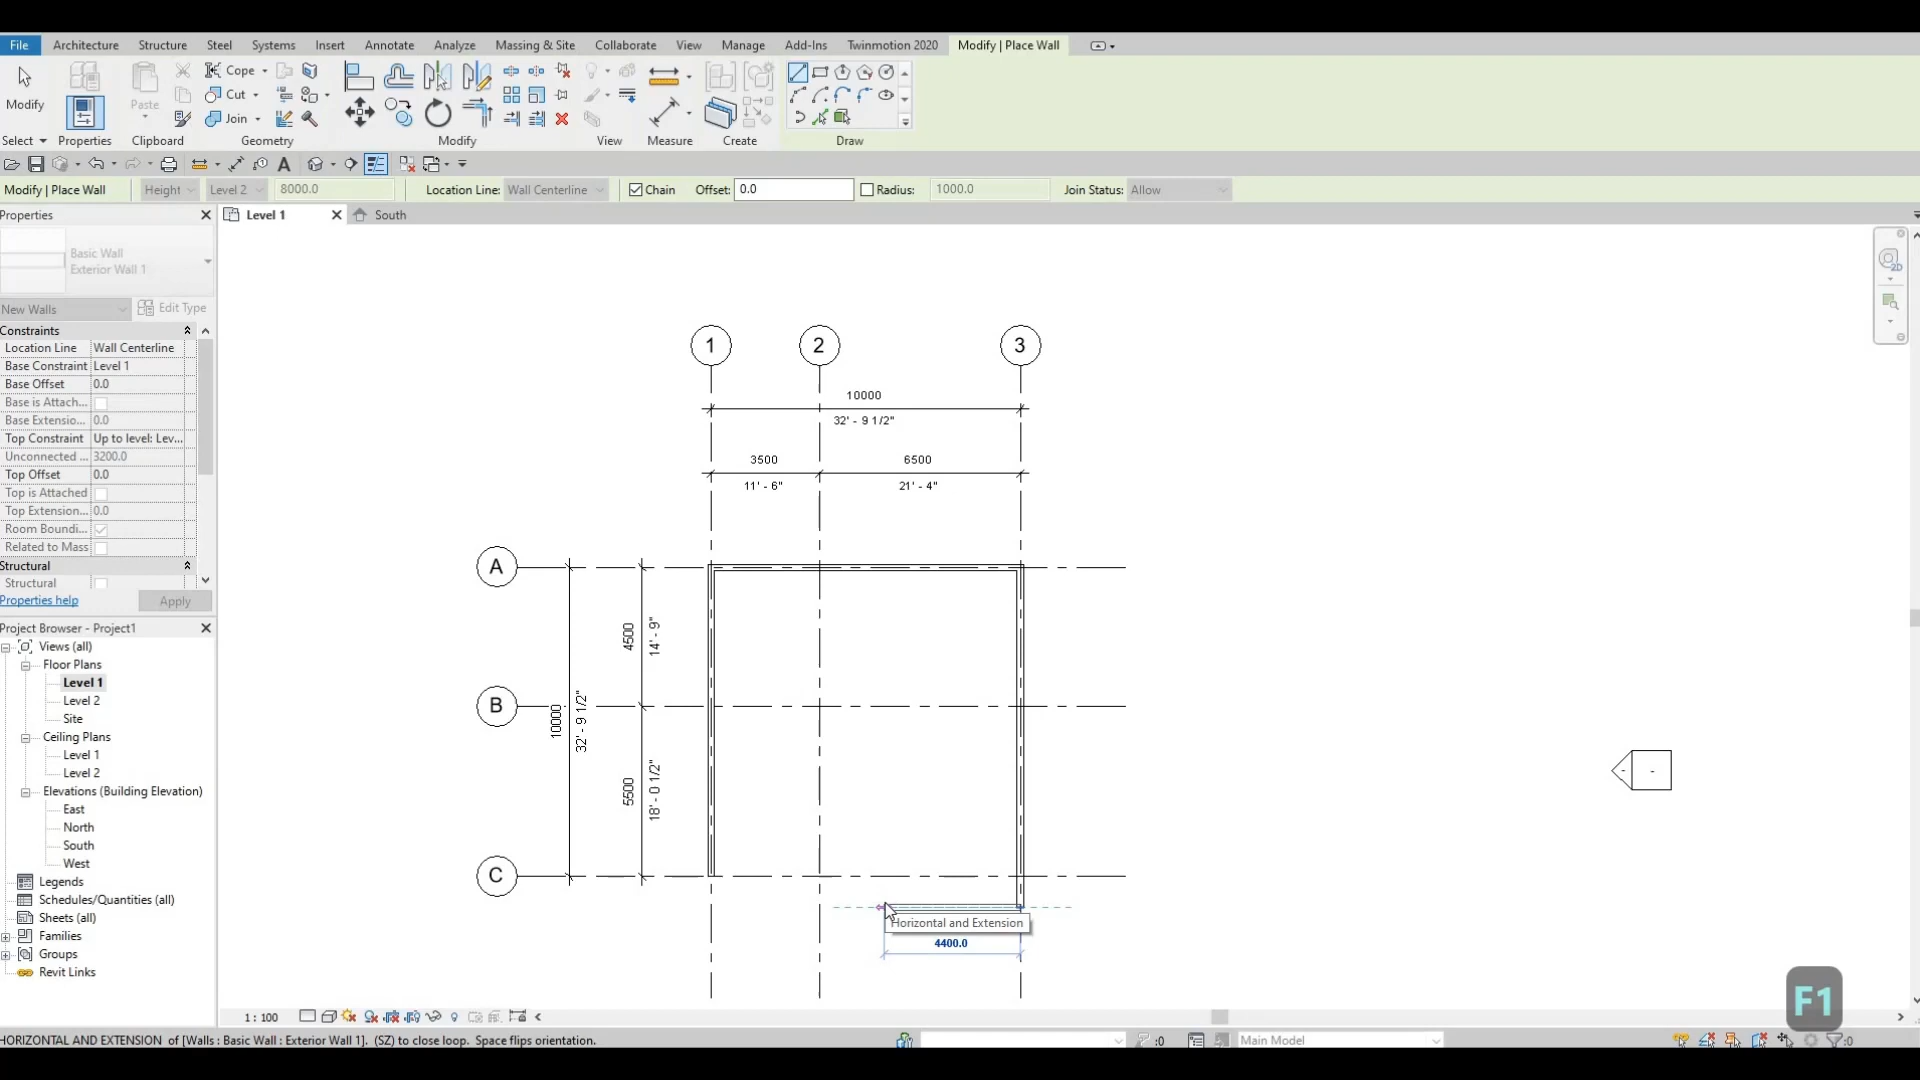 File Architecture Structure Steel Systems Insert Annotate Analyze Massing & Site Collaborate View Manage Add-Ins Twinmotion 2020 Modify | Place Wall
Cope
Cut
Modify Paste Join
Select Properties Clipboard Geometry Modify View Measure Create Draw
Modify | Place Wall Height Level 2 8000.0 Location Line: Wall Centerline Chain Offset: 0.0 Radius: 1000.0 Join Status: Allow
Properties
Level 1 South
Basic Wall
Exterior Wall 1
New Walls Edit Type
Constraints
Location Line Wall Centerline
Base Constraint Level 1
Base Offset 0.0
Base is Attach...
Base Extensio... 0.0
Top Constraint Up to level: Lev...
Unconnected ... 3200.0
Top Offset 0.0
Top is Attached
Top Extension... 0.0
Room Boundi...
Related to Mass
Structural
Structural
Properties help Apply
Project Browser - Project1
Views (all)
Floor Plans
Level 1
Level 2
Site
Ceiling Plans
Level 1
Level 2
Elevations (Building Elevation)
East
North
South
West
Legends
Schedules/Quantities (all)
Sheets (all)
Families
Groups
Revit Links
2D
1 2 3
10000
32' - 9 1/2"
3500 6500
11' - 6" 21' - 4"
A
4500
14' - 9"
B
10000
32' - 9 1/2"
5500
18' - 0 1/2"
C
- -
Horizontal and Extension
4400.0
F1
1 : 100
HORIZONTAL AND EXTENSION of [Walls : Basic Wall : Exterior Wall 1]. (SZ) to close loop. Space flips orientation. :0 Main Model :0